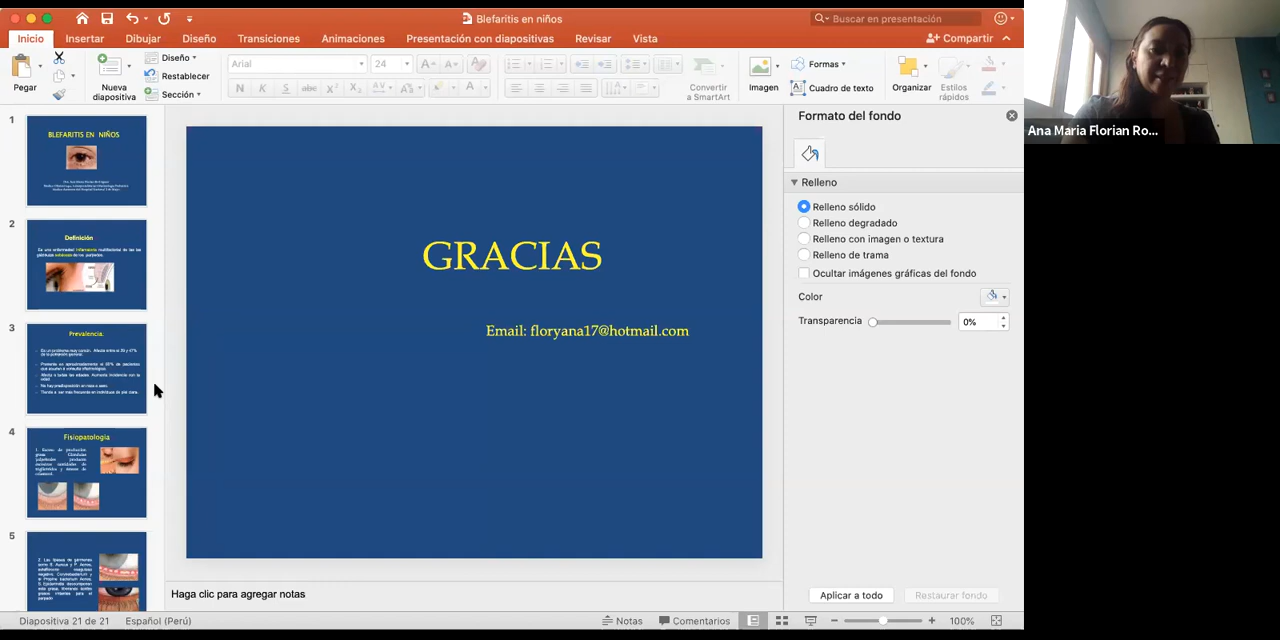 Blefaritis en niños
Buscar en presentación
Inicio Insertar Dibujar Diseño Transiciones Animaciones Presentación con diapositivas Revisar Vista
Compartir
Pegar
Nueva diapositiva
Diseño
Restablecer
Sección
Arial 24
N K S abc X² X₂ AV
Convertir a SmartArt
Imagen
Formas
Cuadro de texto
Organizar
Estilos rápidos
1
BLEFARITIS EN NIÑOS
2
Definición
3
Prevalencia.
4
Fisiopatología
5
GRACIAS
Email: floryana17@hotmail.com
Haga clic para agregar notas
Formato del fondo
Relleno
Relleno sólido
Relleno degradado
Relleno con imagen o textura
Relleno de trama
Ocultar imágenes gráficas del fondo
Color
Transparencia 0%
Aplicar a todo
Restaurar fondo
Diapositiva 21 de 21 Español (Perú)
Notas Comentarios 100%
Ana Maria Florian Ro...